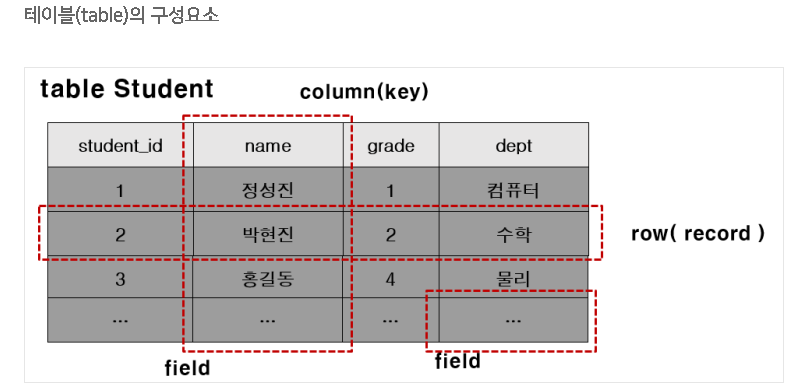 테이블(table)의 구성요소
table Student
column(key)
student_id name grade dept
1 정성진 1 컴퓨터
2 박현진 2 수학
row( record )
3 홍길동 4 물리
... ... ... ...
field field